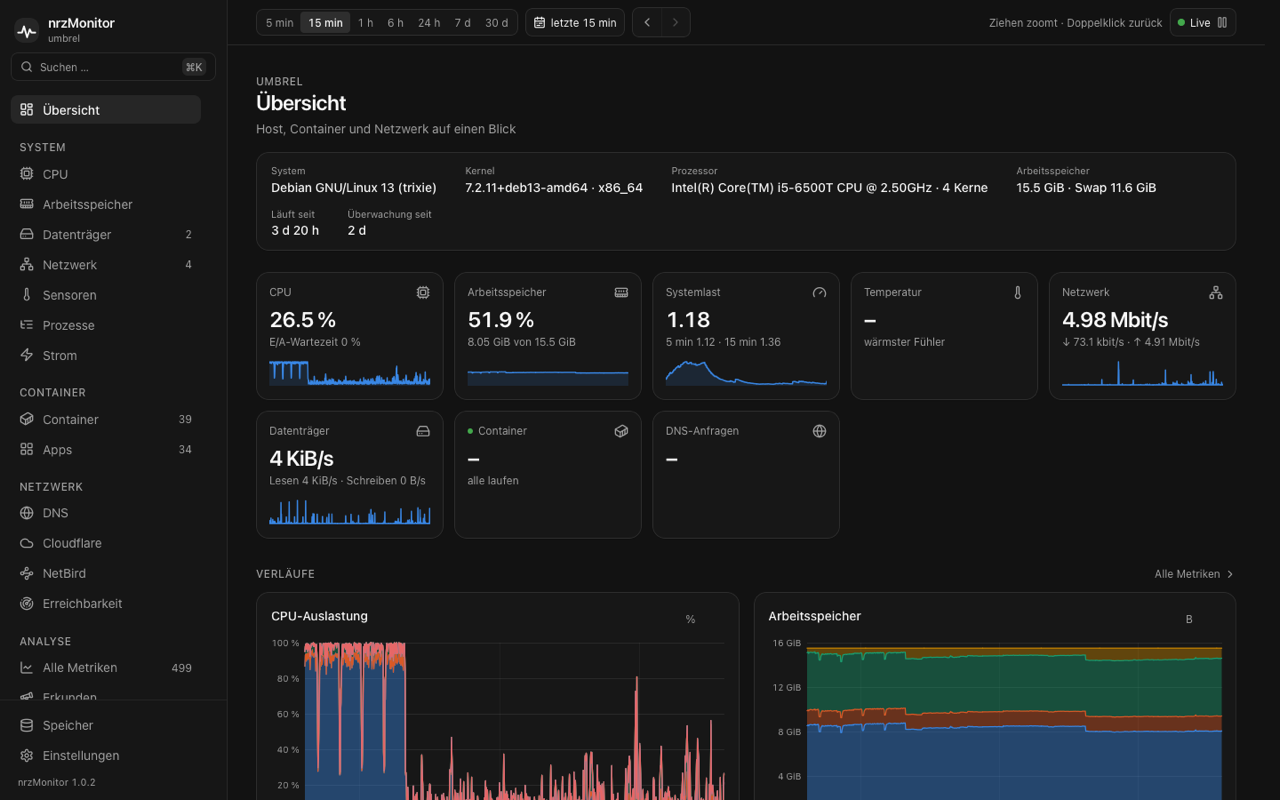 nrzMonitor
umbrel
Suchen ...
⌘K
Übersicht
SYSTEM
CPU
Arbeitsspeicher
Datenträger 2
Netzwerk 4
Sensoren
Prozesse
Strom
CONTAINER
Container 39
Apps 34
NETZWERK
DNS
Cloudflare
NetBird
Erreichbarkeit
ANALYSE
Alle Metriken 499
Erkunden
Speicher
Einstellungen
nrzMonitor 1.0.2
5 min 15 min 1 h 6 h 24 h 7 d 30 d
letzte 15 min
Ziehen zoomt · Doppelklick zurück
Live
UMBREL
Übersicht
Host, Container und Netzwerk auf einen Blick
System
Debian GNU/Linux 13 (trixie)
Kernel
7.2.11+deb13-amd64 · x86_64
Prozessor
Intel(R) Core(TM) i5-6500T CPU @ 2.50GHz · 4 Kerne
Arbeitsspeicher
15.5 GiB · Swap 11.6 GiB
Läuft seit
3 d 20 h
Überwachung seit
2 d
CPU
26.5 %
E/A-Wartezeit 0 %
Arbeitsspeicher
51.9 %
8.05 GiB von 15.5 GiB
Systemlast
1.18
5 min 1.12 · 15 min 1.36
Temperatur
–
wärmster Fühler
Netzwerk
4.98 Mbit/s
↓ 73.1 kbit/s · ↑ 4.91 Mbit/s
Datenträger
4 KiB/s
Lesen 4 KiB/s · Schreiben 0 B/s
Container
–
alle laufen
DNS-Anfragen
–
VERLÄUFE
Alle Metriken
CPU-Auslastung
%
100 %
80 %
60 %
40 %
20 %
Arbeitsspeicher
B
16 GiB
12 GiB
8 GiB
4 GiB